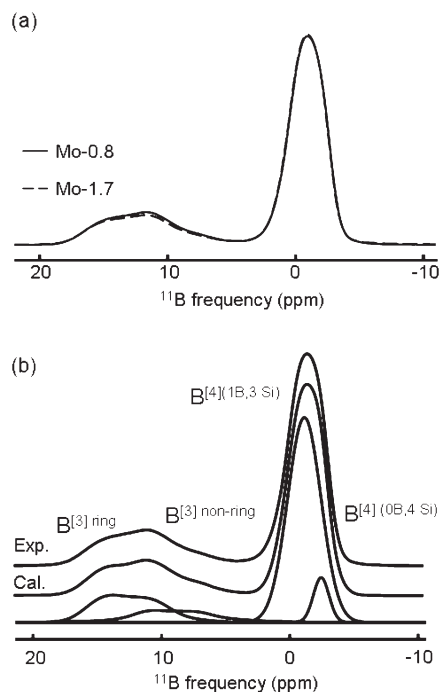 (a)
Mo-0.8
Mo-1.7
20 10 0 -10
¹¹B frequency (ppm)
(b)
B[4](1B,3 Si)
B[3] ring B[3] non-ring B[4] (0B,4 Si)
Exp.
Cal.
20 10 0 -10
¹¹B frequency (ppm)